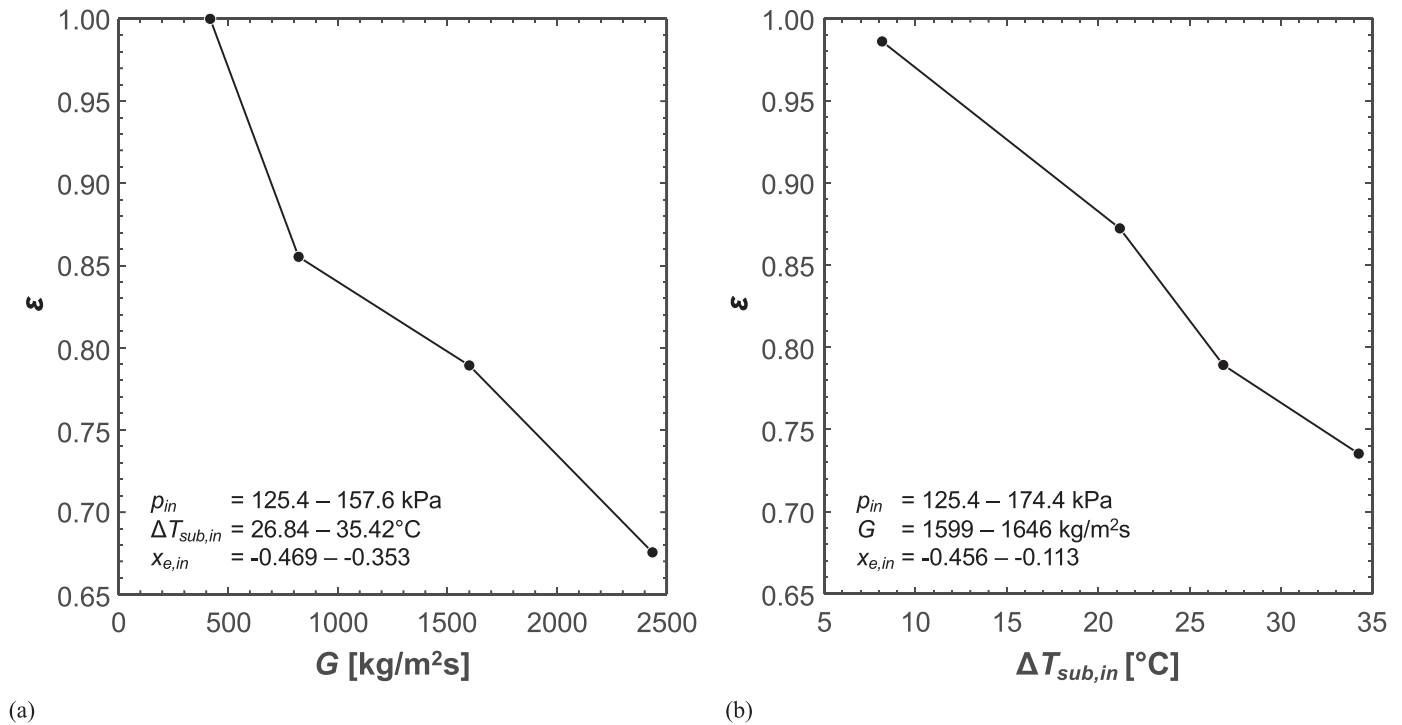 1.00
0.95
0.90
0.85
0.80
0.75
0.70
0.65
ε
p_in = 125.4 – 157.6 kPa
ΔT_sub,in = 26.84 – 35.42°C
x_e,in = -0.469 – -0.353
0 500 1000 1500 2000 2500
G [kg/m²s]
(a)
1.00
0.95
0.90
0.85
0.80
0.75
0.70
0.65
ε
p_in = 125.4 – 174.4 kPa
G = 1599 – 1646 kg/m²s
x_e,in = -0.456 – -0.113
5 10 15 20 25 30 35
ΔT_sub,in [°C]
(b)